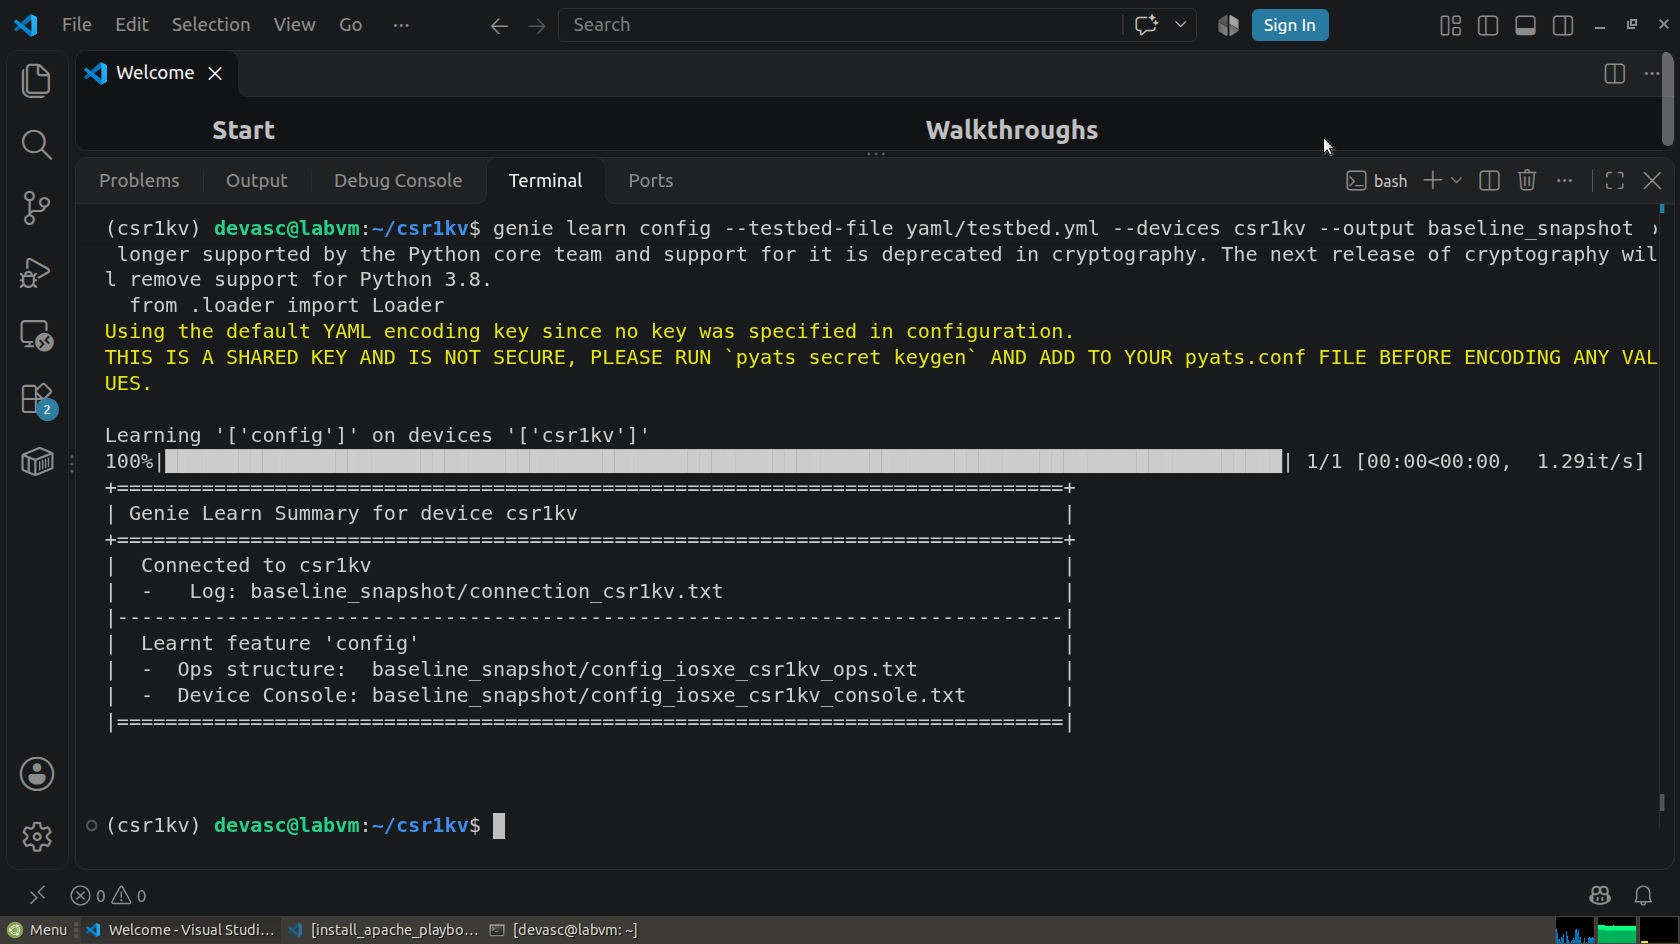 File Edit Selection View Go ··· Search Sign In
Welcome
Start Walkthroughs
Problems Output Debug Console Terminal Ports bash
(csr1kv) devasc@labvm:~/csr1kv$ genie learn config --testbed-file yaml/testbed.yml --devices csr1kv --output baseline_snapshot
longer supported by the Python core team and support for it is deprecated in cryptography. The next release of cryptography wil
l remove support for Python 3.8.
from .loader import Loader
Using the default YAML encoding key since no key was specified in configuration.
THIS IS A SHARED KEY AND IS NOT SECURE, PLEASE RUN `pyats secret keygen` AND ADD TO YOUR pyats.conf FILE BEFORE ENCODING ANY VAL
UES.
Learning '['config']' on devices '['csr1kv']'
100%| | 1/1 [00:00<00:00, 1.29it/s]
+==============================================================================+
| Genie Learn Summary for device csr1kv |
+==============================================================================+
| Connected to csr1kv |
| - Log: baseline_snapshot/connection_csr1kv.txt |
|------------------------------------------------------------------------------|
| Learnt feature 'config' |
| - Ops structure: baseline_snapshot/config_iosxe_csr1kv_ops.txt |
| - Device Console: baseline_snapshot/config_iosxe_csr1kv_console.txt |
|==============================================================================|
(csr1kv) devasc@labvm:~/csr1kv$
2
0 0
Menu Welcome - Visual Studi... [install_apache_playbo... [devasc@labvm: ~]